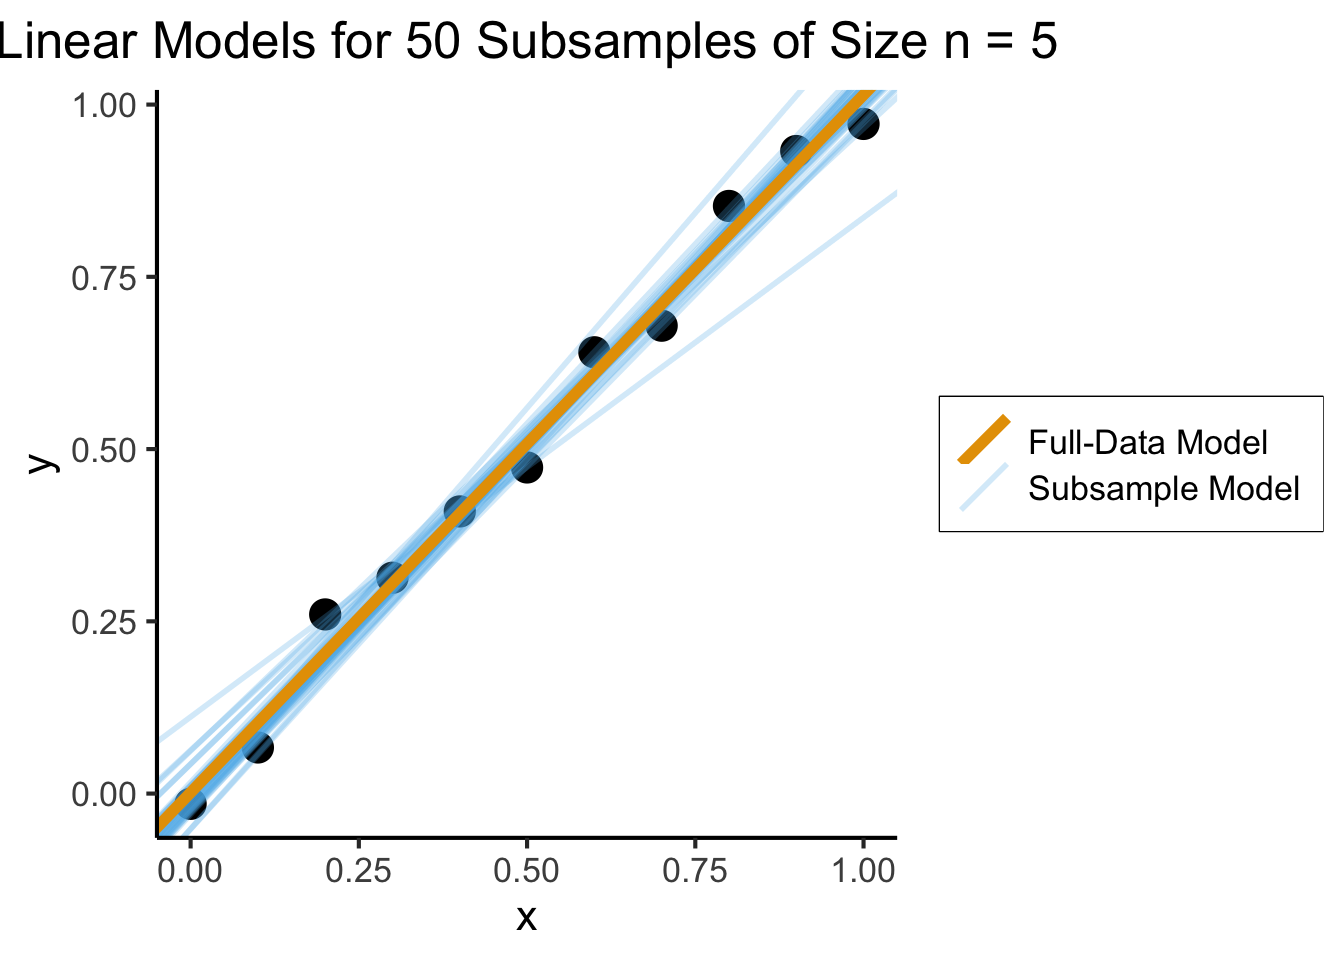 Linear Models for 50 Subsamples of Size n = 5
1.00
0.75
0.50
0.25
0.00
y
0.00 0.25 0.50 0.75 1.00
x
Full-Data Model
Subsample Model